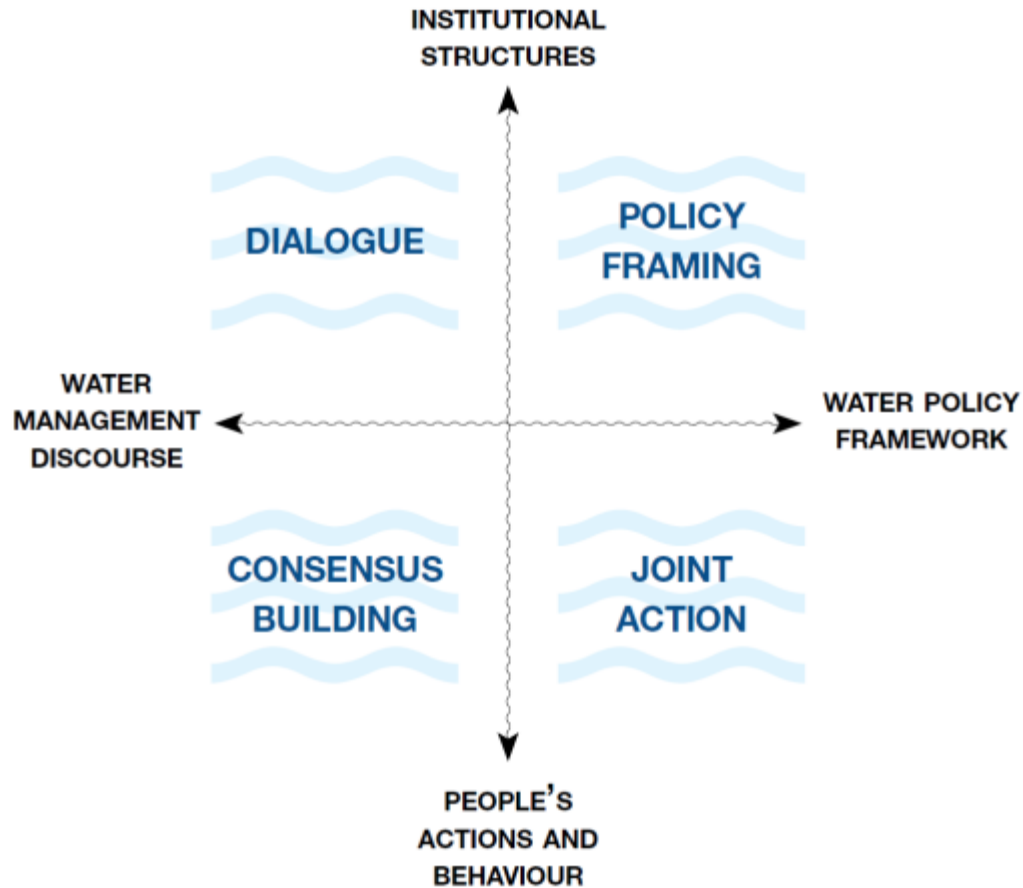 INSTITUTIONAL
STRUCTURES
DIALOGUE
POLICY
FRAMING
WATER
MANAGEMENT
DISCOURSE
WATER POLICY
FRAMEWORK
CONSENSUS
BUILDING
JOINT
ACTION
PEOPLE'S
ACTIONS AND
BEHAVIOUR